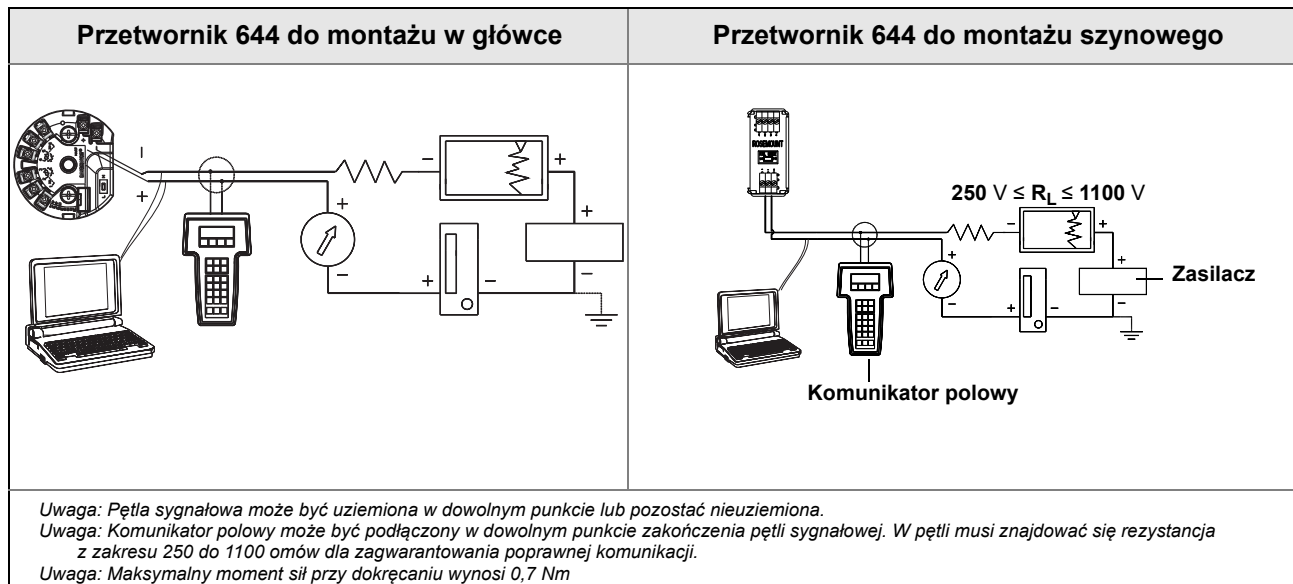 Przetwornik 644 do montażu w główce
Przetwornik 644 do montażu szynowego
ROSEMOUNT
250 V ≤ RL ≤ 1100 V
Zasilacz
Komunikator polowy
Uwaga: Pętla sygnałowa może być uziemiona w dowolnym punkcie lub pozostać nieuziemiona.
Uwaga: Komunikator polowy może być podłączony w dowolnym punkcie zakończenia pętli sygnałowej. W pętli musi znajdować się rezystancja
z zakresu 250 do 1100 omów dla zagwarantowania poprawnej komunikacji.
Uwaga: Maksymalny moment sił przy dokręcaniu wynosi 0,7 Nm